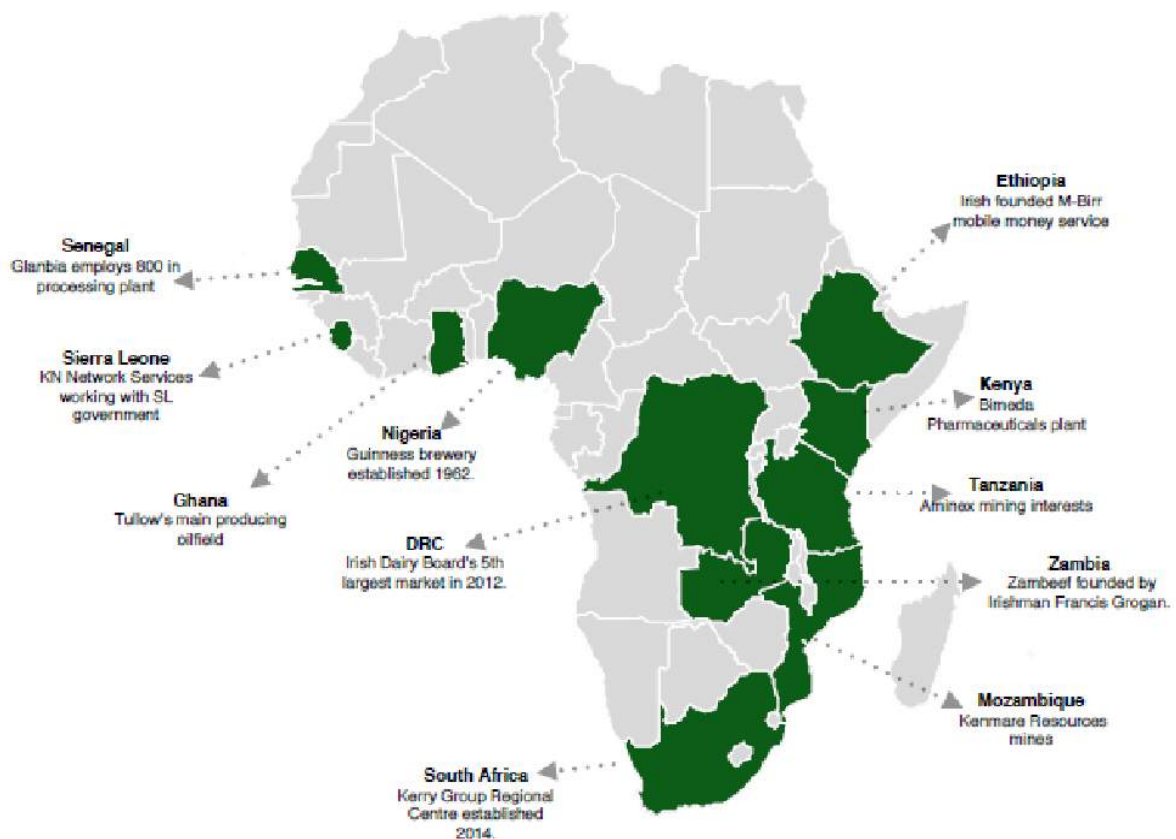 Ethiopia
Irish founded M-Birr
mobile money service
Senegal
Glanbia employs 800 in
processing plant
Sierra Leone
KN Network Services
working with SL
government
Kenya
Bimeda
Pharmaceuticals plant
Nigeria
Guinness brewery
established 1962.
Tanzania
Aminex mining interests
Ghana
Tullow's main producing
oilfield
DRC
Irish Dairy Board's 5th
largest market in 2012.
Zambia
Zambeef founded by
Irishman Francis Grogan.
Mozambique
Kenmare Resources
mines
South Africa
Kerry Group Regional
Centre established
2014.